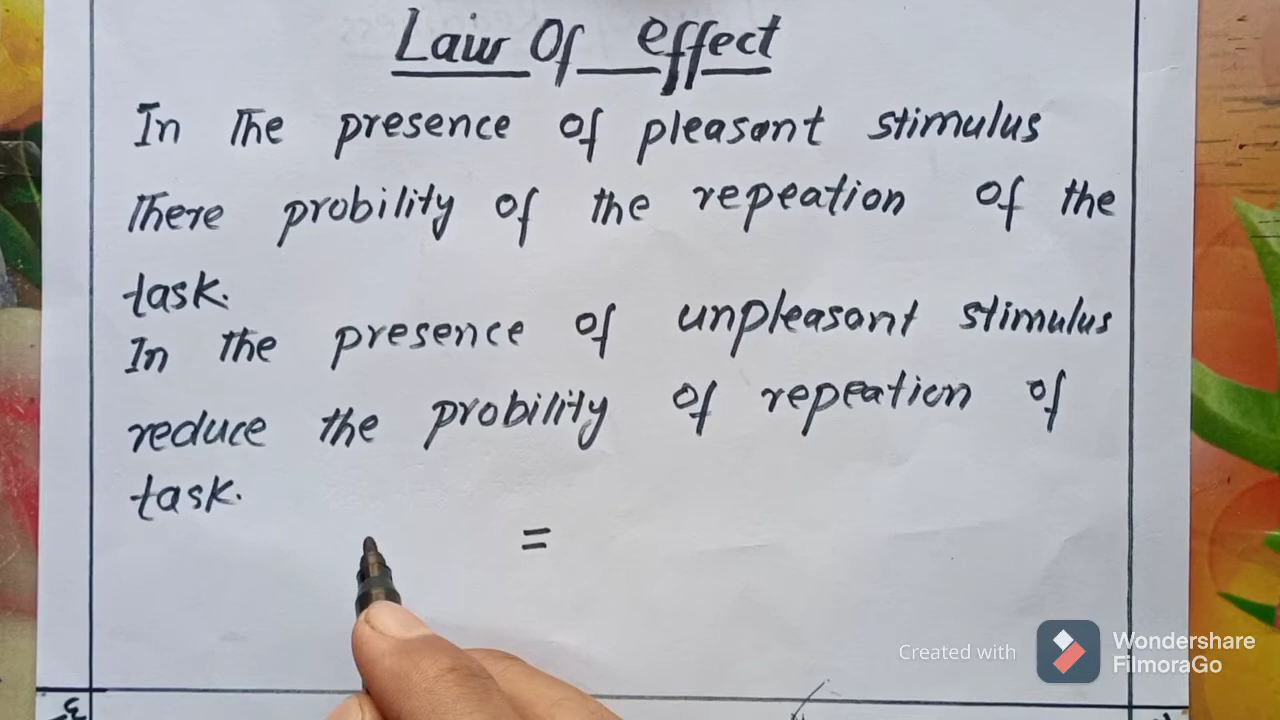 Law Of effect
In The presence of pleasant stimulus
There probility of the repeation of the
task.
In the presence of unpleasant stimulus
reduce the probility of repeation of
task.
=
Created with Wondershare
FilmoraGo